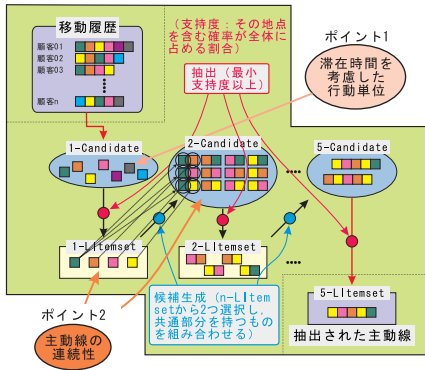 移動履歴
顧客01
顧客02
顧客03
顧客n
(支持度：その地点
を含む確率が全体に
占める割合)
抽出（最小
支持度以上）
ポイント1
滞在時間を
考慮した
行動単位
1-Candidate
2-Candidate
5-Candidate
1-LItemset
2-LItemset
ポイント2
主動線の
連続性
候補生成（n-LItem
setから2つ選択し,
共通部分を持つもの
を組み合わせる）
5-LItemset
抽出された主動線